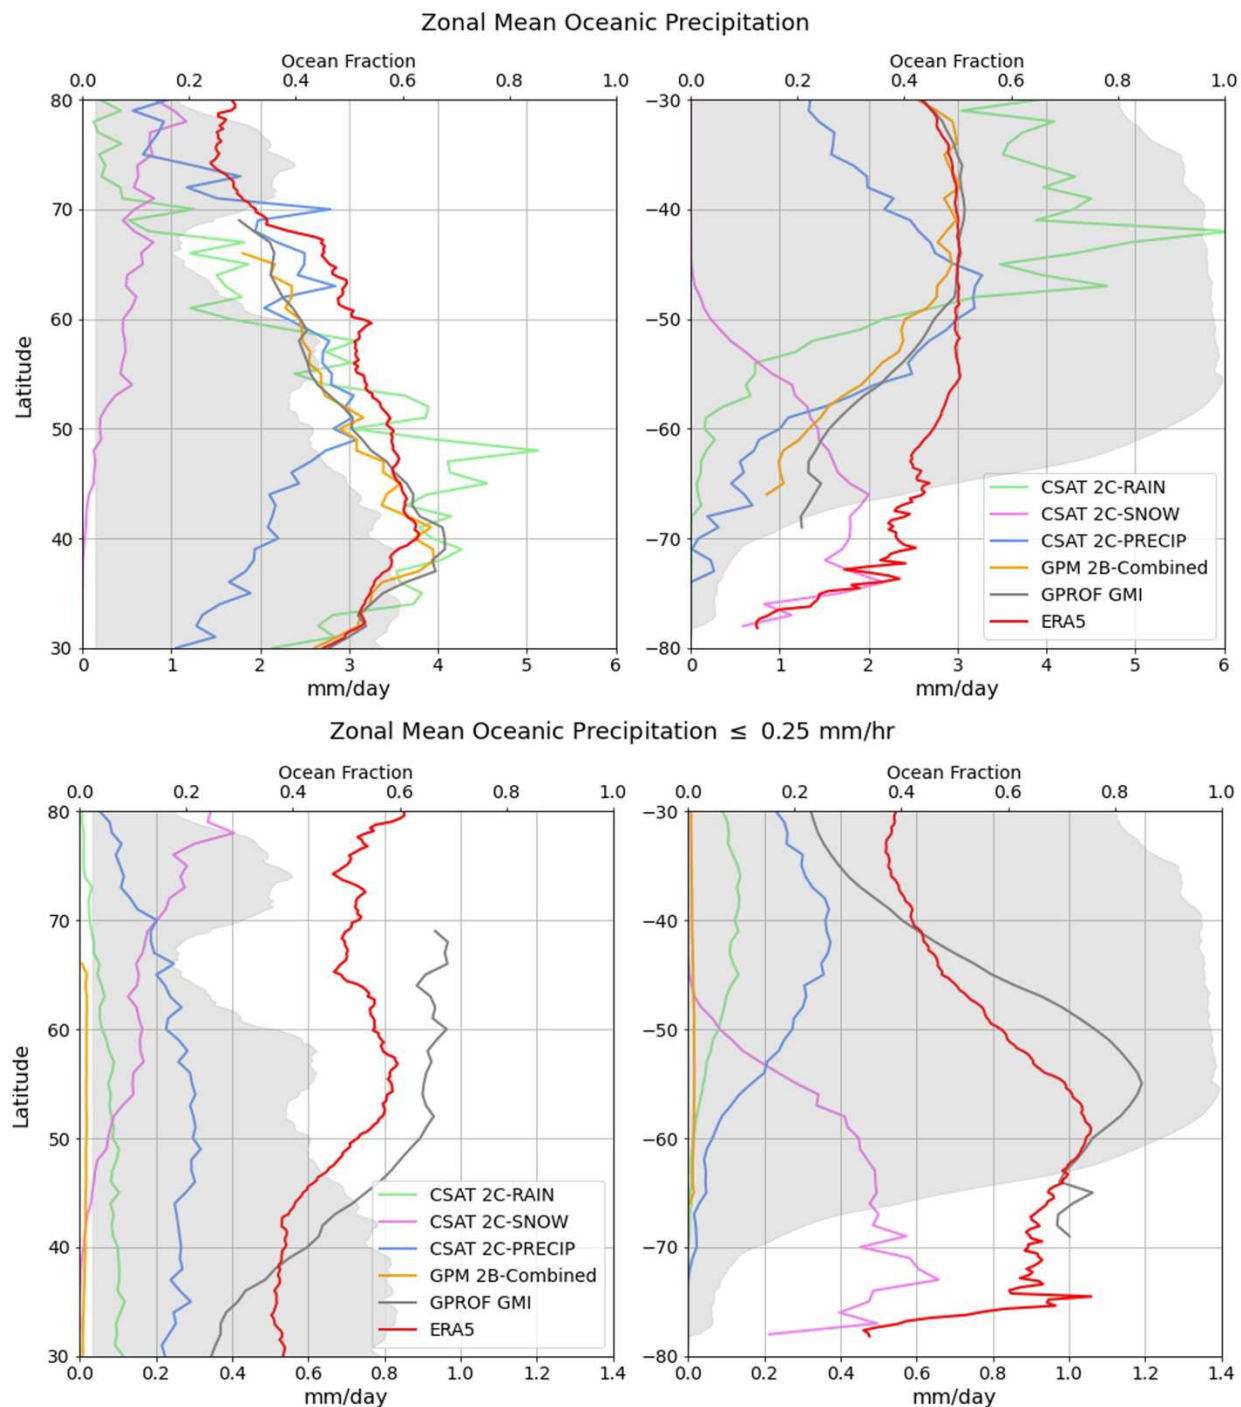 Zonal Mean Oceanic Precipitation
Ocean Fraction
0.0 0.2 0.4 0.6 0.8 1.0
80
70
60
50
40
30
Latitude
0 1 2 3 4 5 6
mm/day
Ocean Fraction
0.0 0.2 0.4 0.6 0.8 1.0
−30
−40
−50
−60
−70
−80
CSAT 2C-RAIN
CSAT 2C-SNOW
CSAT 2C-PRECIP
GPM 2B-Combined
GPROF GMI
ERA5
0 1 2 3 4 5 6
mm/day
Zonal Mean Oceanic Precipitation ≤ 0.25 mm/hr
Ocean Fraction
0.0 0.2 0.4 0.6 0.8 1.0
80
70
60
50
40
30
Latitude
CSAT 2C-RAIN
CSAT 2C-SNOW
CSAT 2C-PRECIP
GPM 2B-Combined
GPROF GMI
ERA5
0.0 0.2 0.4 0.6 0.8 1.0 1.2 1.4
mm/day
Ocean Fraction
0.0 0.2 0.4 0.6 0.8 1.0
−30
−40
−50
−60
−70
−80
0.0 0.2 0.4 0.6 0.8 1.0 1.2 1.4
mm/day